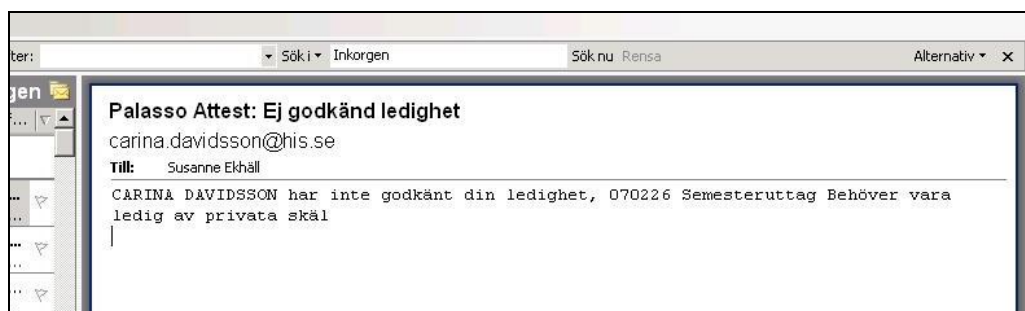 ter: Sök i Inkorgen Sök nu Rensa Alternativ
gen
Palasso Attest: Ej godkänd ledighet
carina.davidsson@his.se
Till: Susanne Ekhäll
CARINA DAVIDSSON har inte godkänt din ledighet, 070226 Semesteruttag Behöver vara
ledig av privata skäl